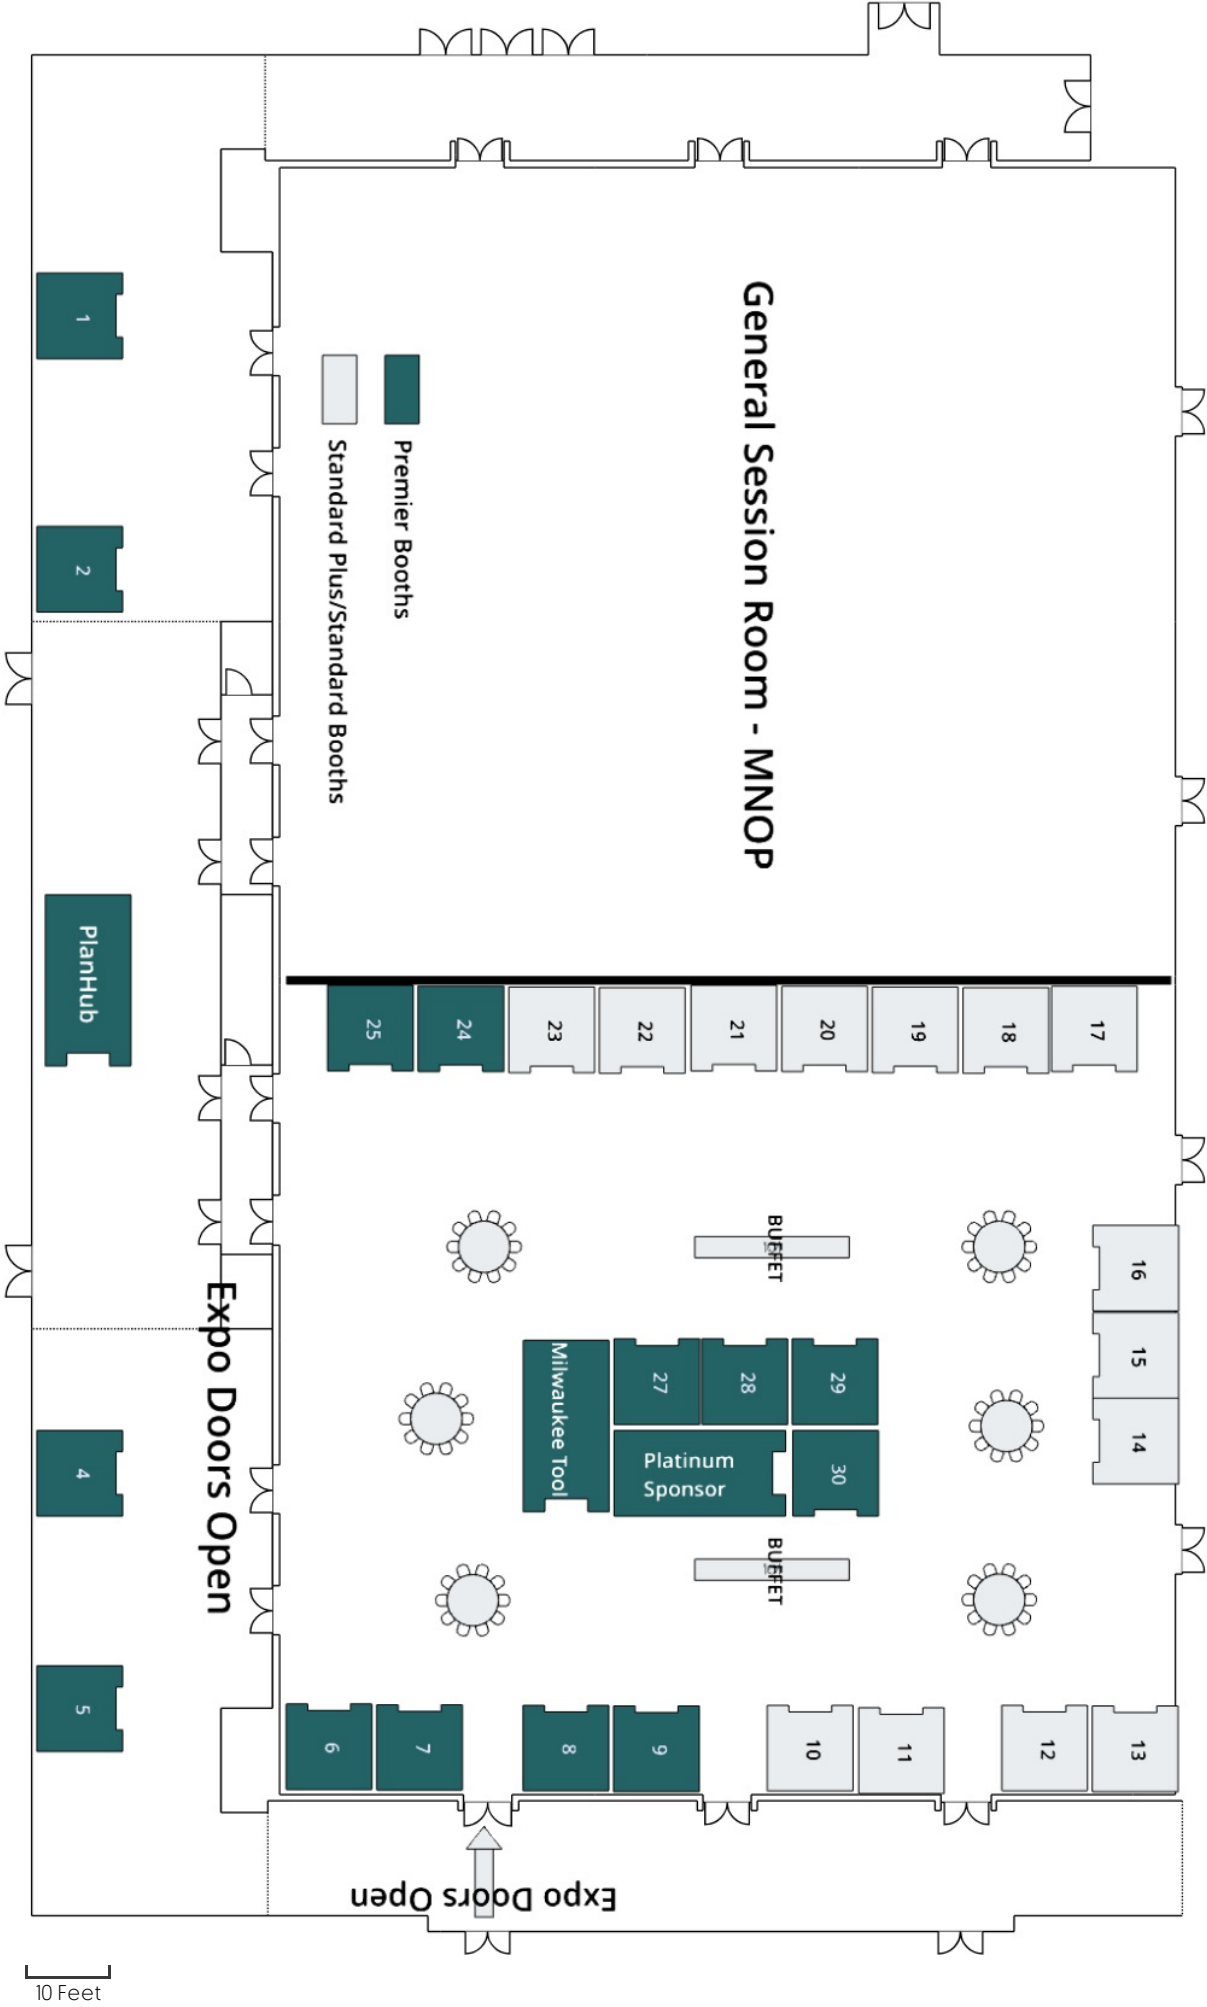 General Session Room - MNOP
Premier Booths
Standard Plus/Standard Booths
1
2
PlanHub
25
24
23
22
21
20
19
18
17
BUFFET
16
15
14
Milwaukee Tool
27
28
29
Platinum
Sponsor
30
BUFFET
Expo Doors Open
4
5
6
7
8
9
10
11
12
13
Expo Doors Open
10 Feet